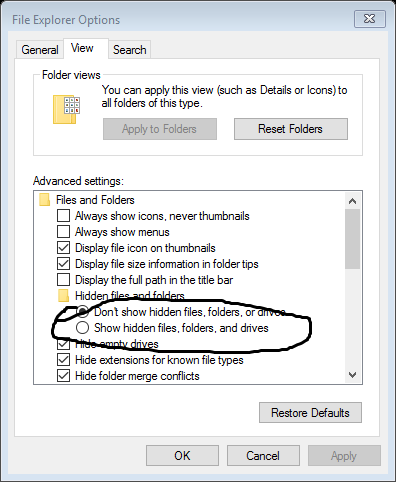 File Explorer Options
General
View
Search
Folder views
You can apply this view (such as Details or Icons) to
all folders of this type.
Apply to Folders
Reset Folders
Advanced settings:
Files and Folders
Always show icons, never thumbnails
Always show menus
Display file icon on thumbnails
Display file size information in folder tips
Display the full path in the title bar
Hidden files and folders
Don't show hidden files, folders, or drives
Show hidden files, folders, and drives
Hide empty drives
Hide extensions for known file types
Hide folder merge conflicts
Restore Defaults
OK
Cancel
Apply